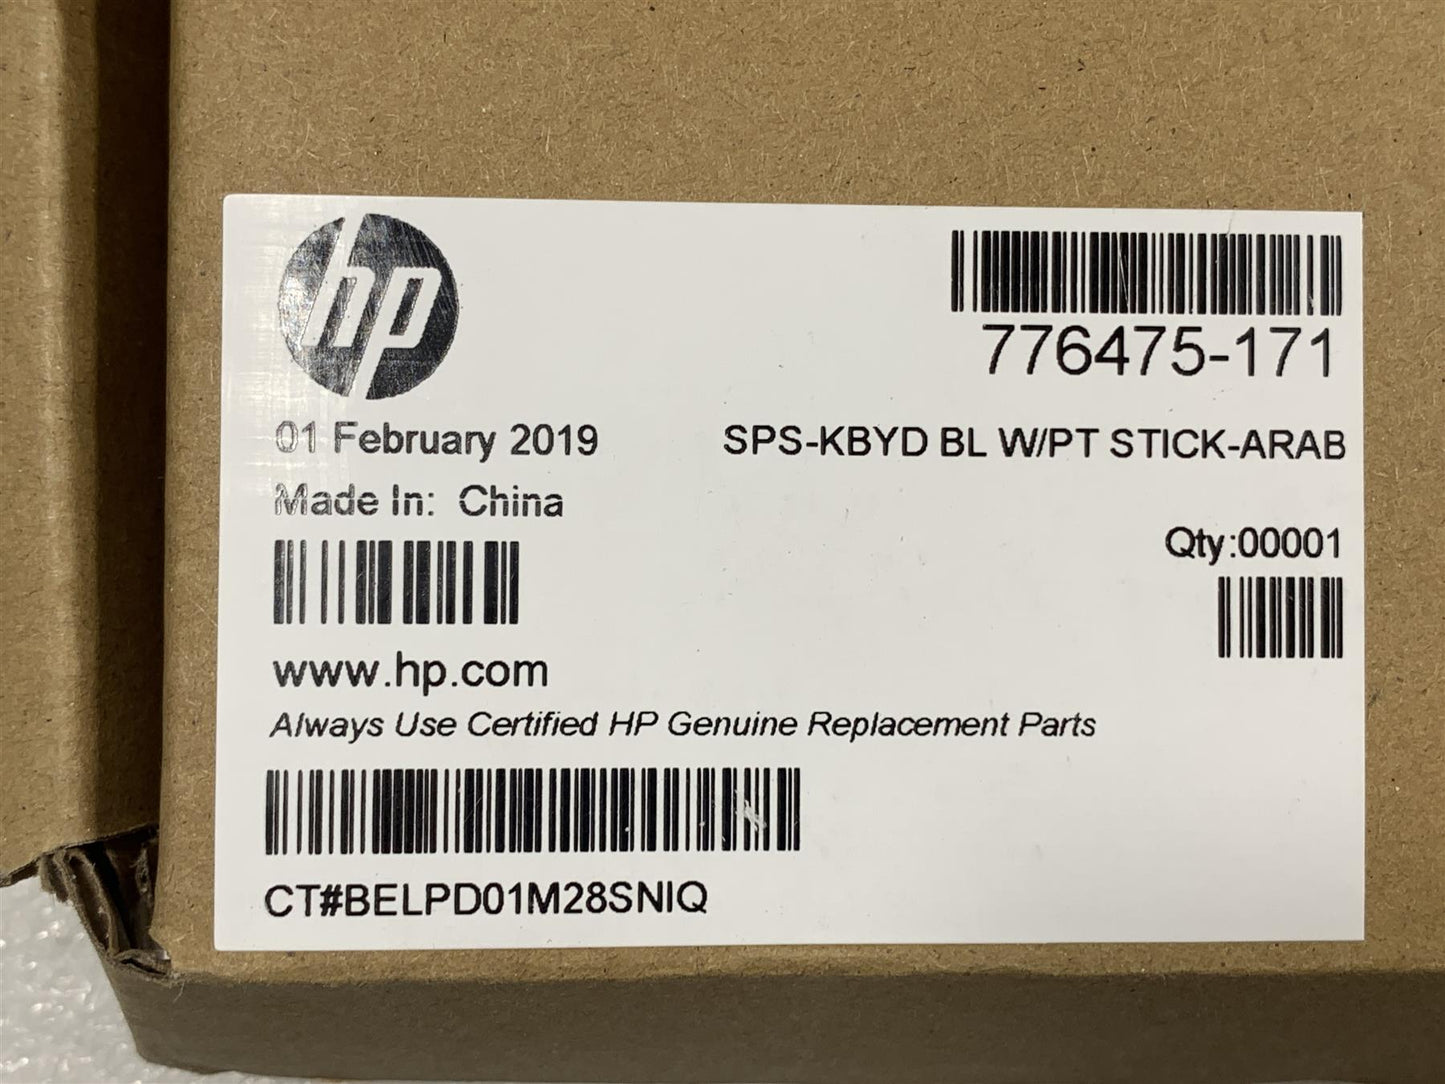 hp
776475-171
01 February 2019
SPS-KBYD BL W/PT STICK-ARAB
Made In: China
Qty:00001
www.hp.com
Always Use Certified HP Genuine Replacement Parts
CT#BELPD01M28SNIQ